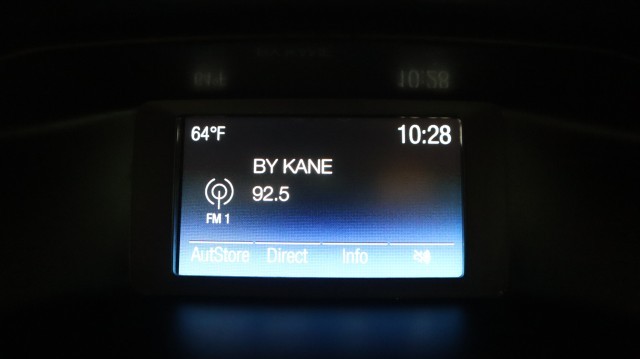 64°F 10:28
BY KANE
92.5
FM 1
AutStore Direct Info